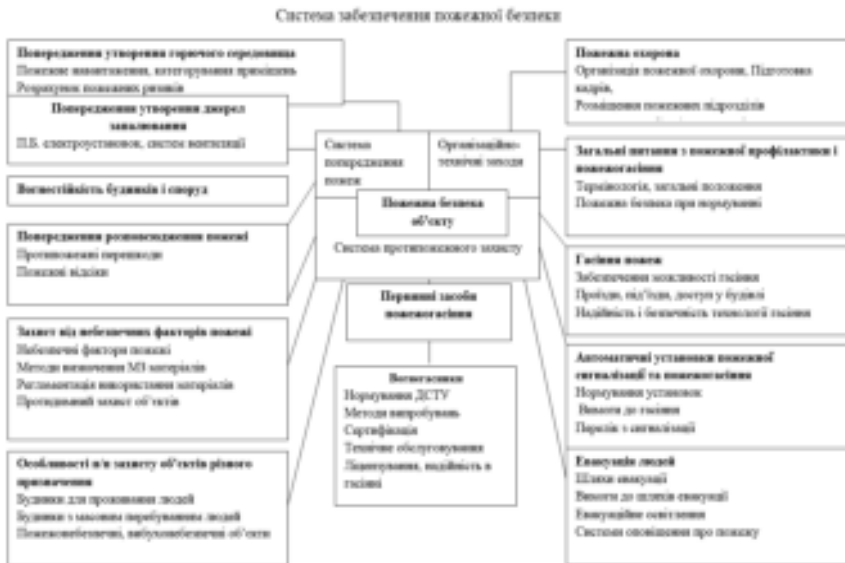 Система забезпечення пожежної безпеки
Попередження утворення горючого середовища
Пожежне навантаження, категорування приміщень
Розрахунок пожежних ризиків
Попередження утворення джерел
запалювання
П.Б. електроустановок, систем вентиляції
Вогнестійкість будинків і споруд
Попередження розповсюдження пожежі
Протипожежні перешкоди
Пожежні відсіки
Захист від небезпечних факторів пожежі
Небезпечні фактори пожежі
Методи визначення МЗ матеріалів
Регламентація використання матеріалів
Протидимний захист об’єктів
Особливості п/п захисту об’єктів різного
призначення
Будинки для проживання людей
Будинки з масовим перебуванням людей
Пожежонебезпечні, вибухонебезпечні об’єкти
Система
попередження
пожеж
Організаційно-
технічні заходи
Пожежна безпека
об’єкту
Система протипожежного захисту
Первинні засоби
пожежогасіння
Вогнегасники
Нормування ДСТУ
Методи випробувань
Сертифікація
Технічне обслуговування
Ліцензування, надійність в
гасінні
Пожежна охорона
Організація пожежної охорони, Підготовка
кадрів,
Розміщення пожежних підрозділів
Загальні питання з пожежної профілактики і
пожежогасіння
Термінологія, загальні положення
Пожежна безпека при нормуванні
Гасіння пожеж
Забезпечення можливості гасіння
Проїзди, під’їзди, доступ у будівлі
Надійність і безпечність технології гасіння
Автоматичні установки пожежної
сигналізації та пожежогасіння
Нормування установок
Вимоги до гасіння
Перелік з сигналізації
Евакуація людей
Шляхи евакуації
Вимоги до шляхів евакуації
Евакуаційне освітлення
Системи оповіщення про пожежу